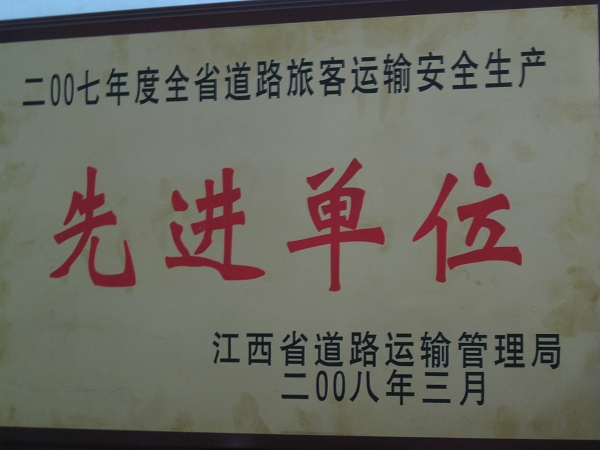 二00七年度全省道路旅客运输安全生产
先进单位
江西省道路运输管理局
二00八年三月